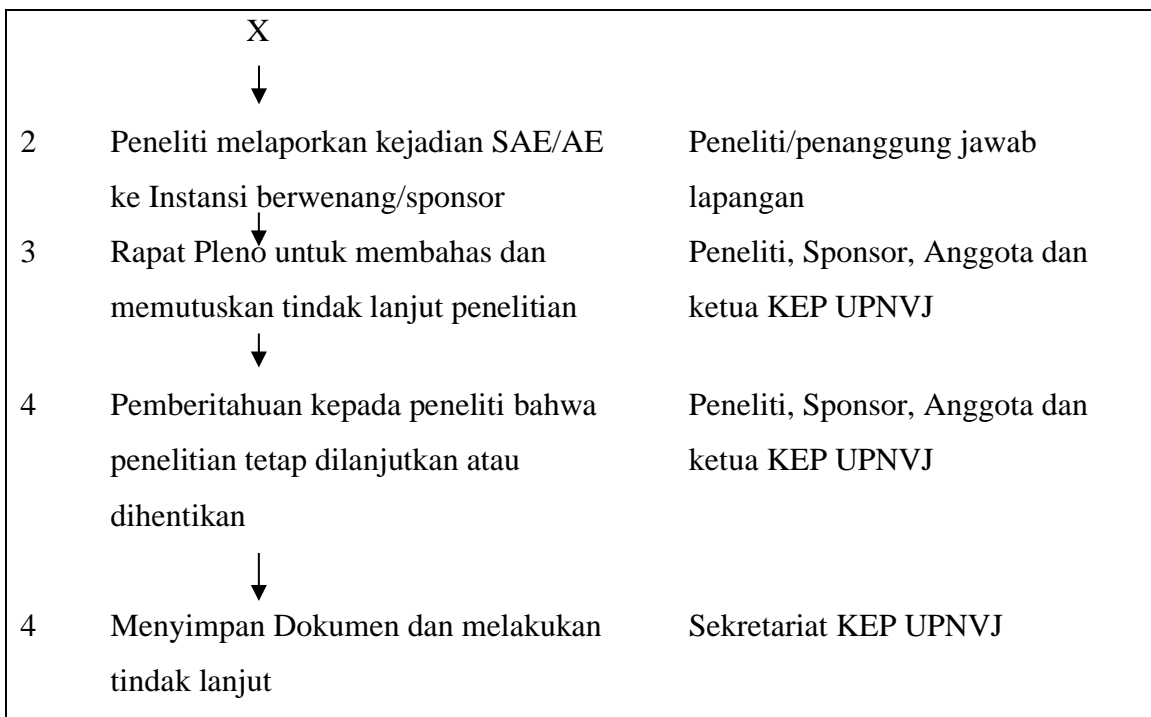 X
2 Peneliti melaporkan kejadian SAE/AE Peneliti/penanggung jawab
ke Instansi berwenang/sponsor lapangan
3 Rapat Pleno untuk membahas dan Peneliti, Sponsor, Anggota dan
memutuskan tindak lanjut penelitian ketua KEP UPNVJ
4 Pemberitahuan kepada peneliti bahwa Peneliti, Sponsor, Anggota dan
penelitian tetap dilanjutkan atau ketua KEP UPNVJ
dihentikan
4 Menyimpan Dokumen dan melakukan Sekretariat KEP UPNVJ
tindak lanjut